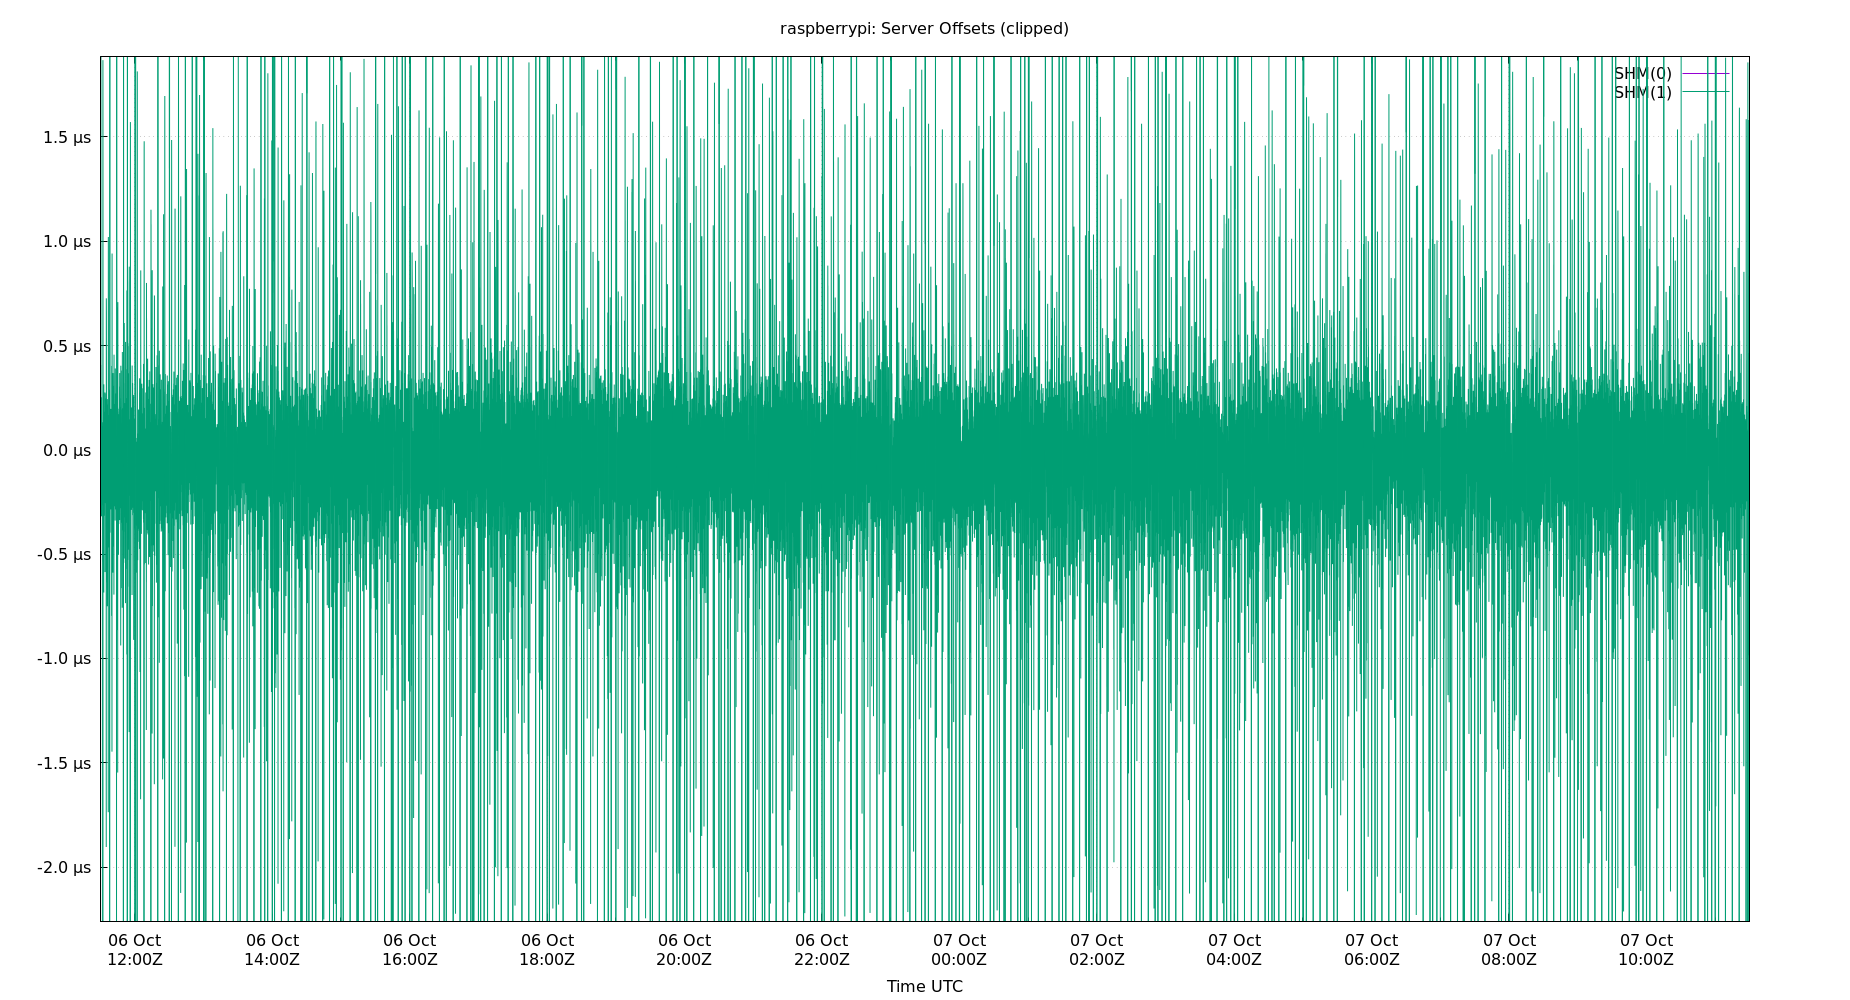 raspberrypi: Server Offsets (clipped)
SHM(0)
SHM(1)
1.5 µs
1.0 µs
0.5 µs
0.0 µs
-0.5 µs
-1.0 µs
-1.5 µs
-2.0 µs
06 Oct 06 Oct 06 Oct 06 Oct 06 Oct 06 Oct 07 Oct 07 Oct 07 Oct 07 Oct 07 Oct 07 Oct
12:00Z 14:00Z 16:00Z 18:00Z 20:00Z 22:00Z 00:00Z 02:00Z 04:00Z 06:00Z 08:00Z 10:00Z
Time UTC